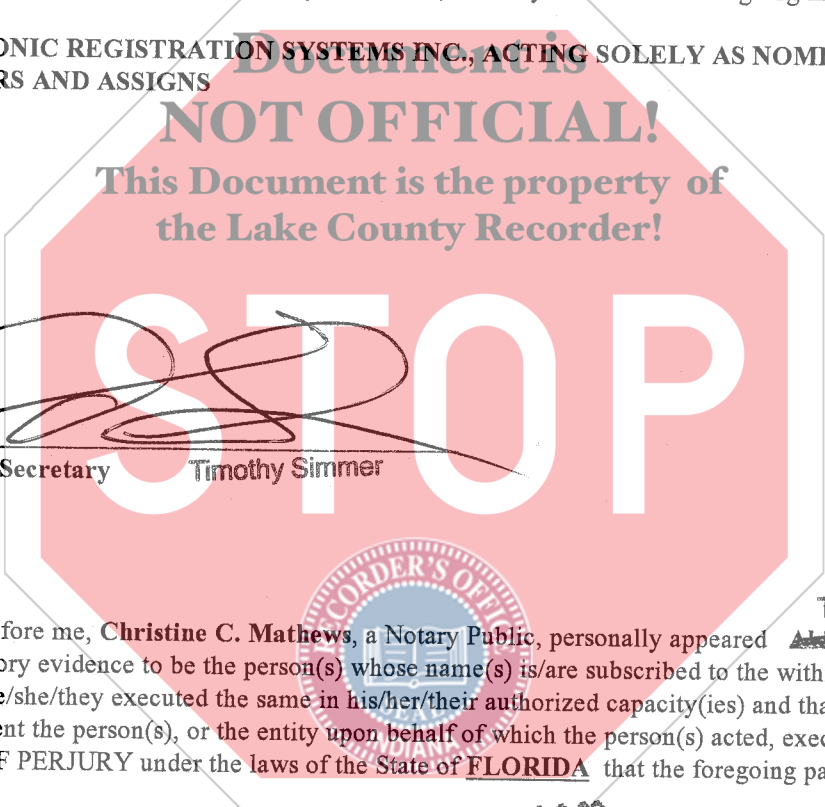 ONIC REGISTRATION SYSTEMS INC., ACTING SOLELY AS NOMI
RS AND ASSIGNS
Document is
NOT OFFICIAL!
This Document is the property of
the Lake County Recorder!
STOP
Secretary Timothy Simmer
RECORDER'S OFFICE
SEAL
INDIANA
fore me, Christine C. Mathews, a Notary Public, personally appeared
ory evidence to be the person(s) whose name(s) is/are subscribed to the with
e/she/they executed the same in his/her/their authorized capacity(ies) and tha
ent the person(s), or the entity upon behalf of which the person(s) acted, exec
F PERJURY under the laws of the State of FLORIDA that the foregoing pa